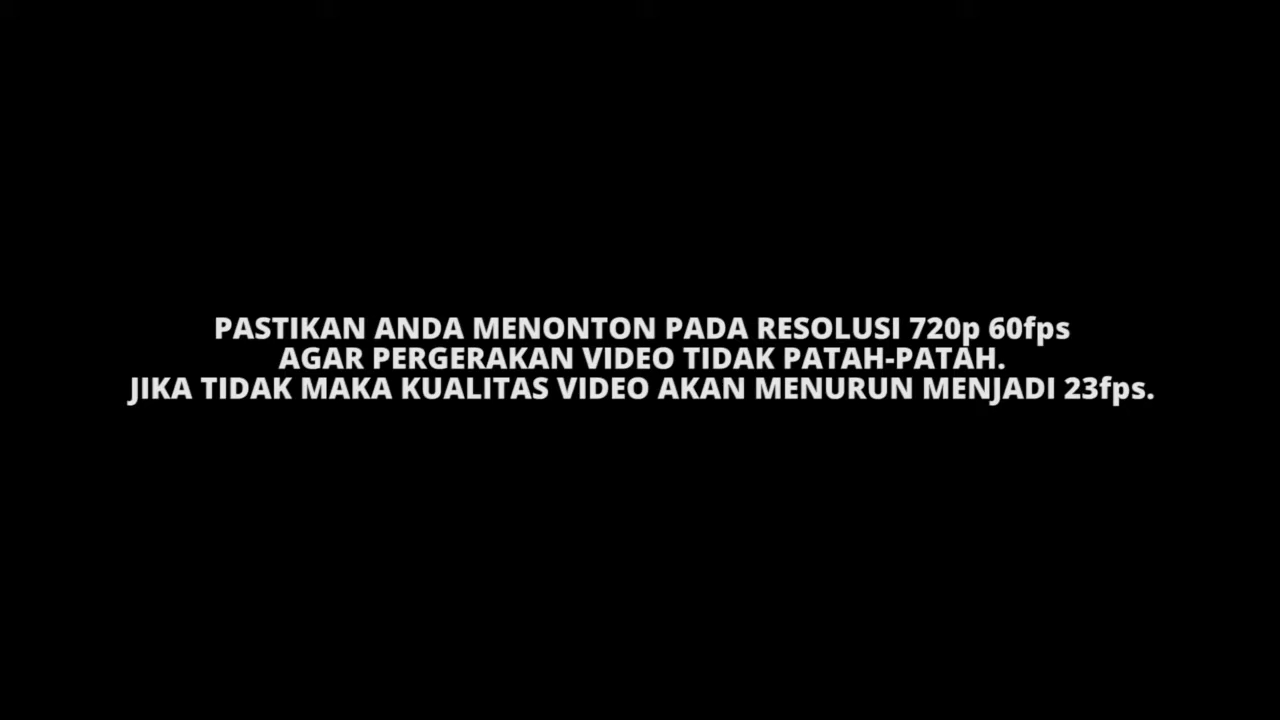 PASTIKAN ANDA MENONTON PADA RESOLUSI 720p 60fps
AGAR PERGERAKAN VIDEO TIDAK PATAH-PATAH.
JIKA TIDAK MAKA KUALITAS VIDEO AKAN MENURUN MENJADI 23fps.